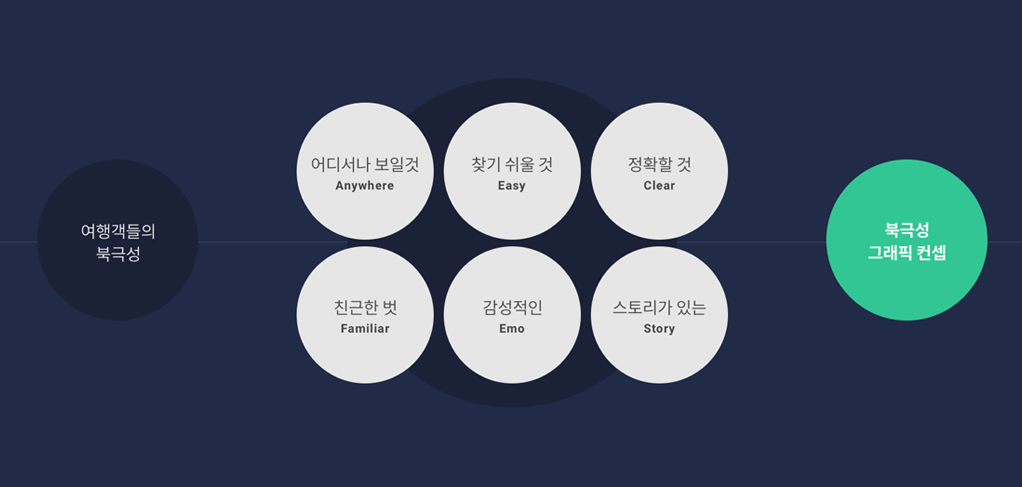 여행객들의
북극성
어디서나 보일것
Anywhere
찾기 쉬울 것
Easy
정확할 것
Clear
친근한 벗
Familiar
감성적인
Emo
스토리가 있는
Story
북극성
그래픽 컨셉